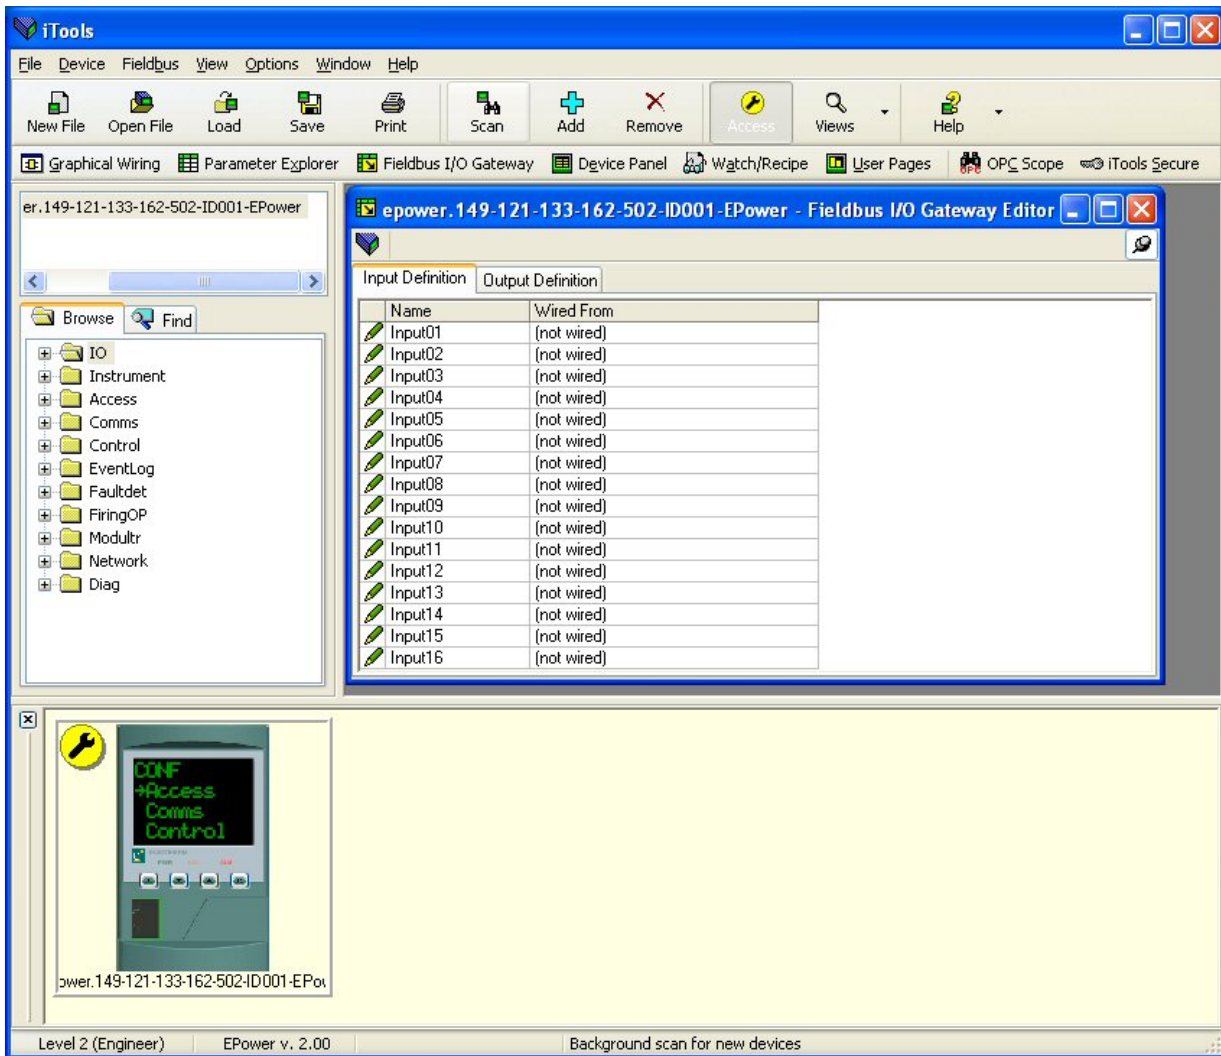 iTools
File Device Fieldbus View Options Window Help
New File Open File Load Save Print Scan Add Remove Access Views Help
Graphical Wiring Parameter Explorer Fieldbus I/O Gateway Device Panel Watch/Recipe User Pages OPC Scope iTools Secure
er.149-121-133-162-502-ID001-EPower
epower.149-121-133-162-502-ID001-EPower - Fieldbus I/O Gateway Editor
Input Definition Output Definition
Browse Find
IO
Instrument
Access
Comms
Control
EventLog
Faultdet
FiringOP
Modultr
Network
Diag
Name Wired From
Input01 (not wired)
Input02 (not wired)
Input03 (not wired)
Input04 (not wired)
Input05 (not wired)
Input06 (not wired)
Input07 (not wired)
Input08 (not wired)
Input09 (not wired)
Input10 (not wired)
Input11 (not wired)
Input12 (not wired)
Input13 (not wired)
Input14 (not wired)
Input15 (not wired)
Input16 (not wired)
CONF
→Access
Comms
Control
ower.149-121-133-162-502-ID001-EPow
Level 2 (Engineer) EPower v. 2.00 Background scan for new devices